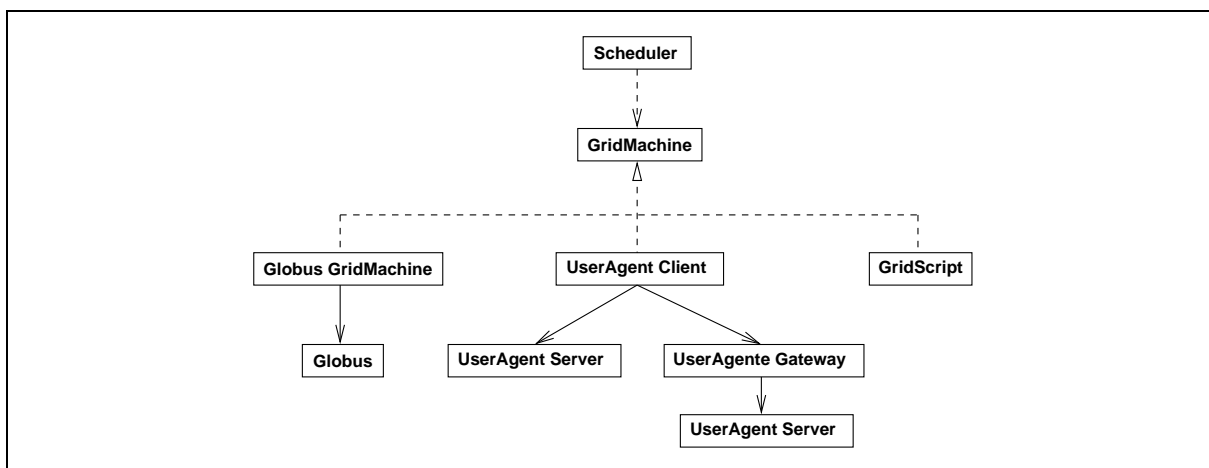 Scheduler
GridMachine
Globus GridMachine
UserAgent Client
GridScript
Globus
UserAgent Server
UserAgente Gateway
UserAgent Server